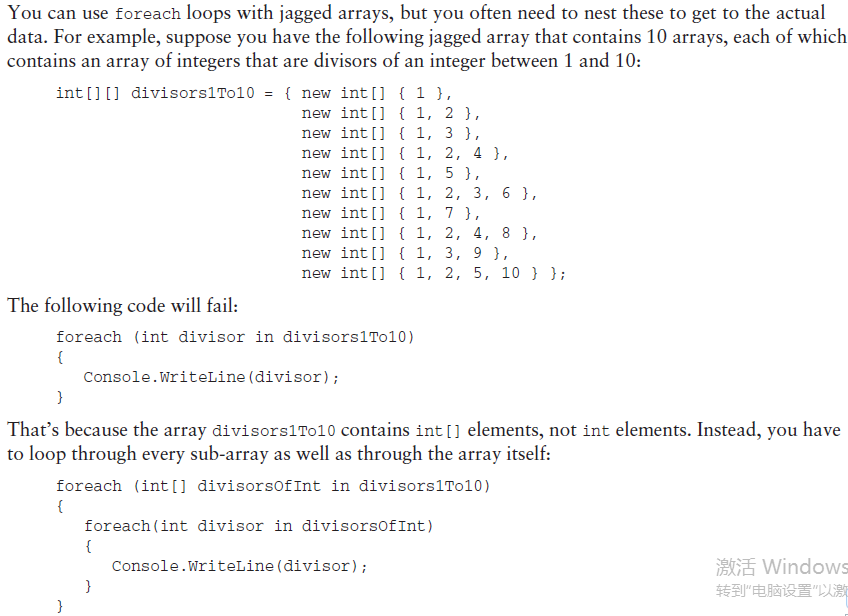 You can use foreach loops with jagged arrays, but you often need to nest these to get to the actual
data. For example, suppose you have the following jagged array that contains 10 arrays, each of which
contains an array of integers that are divisors of an integer between 1 and 10:
int[][] divisors1To10 = { new int[] { 1 },
new int[] { 1, 2 },
new int[] { 1, 3 },
new int[] { 1, 2, 4 },
new int[] { 1, 5 },
new int[] { 1, 2, 3, 6 },
new int[] { 1, 7 },
new int[] { 1, 2, 4, 8 },
new int[] { 1, 3, 9 },
new int[] { 1, 2, 5, 10 } };
The following code will fail:
foreach (int divisor in divisors1To10)
{
Console.WriteLine(divisor);
}
That’s because the array divisors1To10 contains int[] elements, not int elements. Instead, you have
to loop through every sub-array as well as through the array itself:
foreach (int[] divisorsOfInt in divisors1To10)
{
foreach(int divisor in divisorsOfInt)
{
Console.WriteLine(divisor);
}
}
激活 Windows
转到"电脑设置"以激